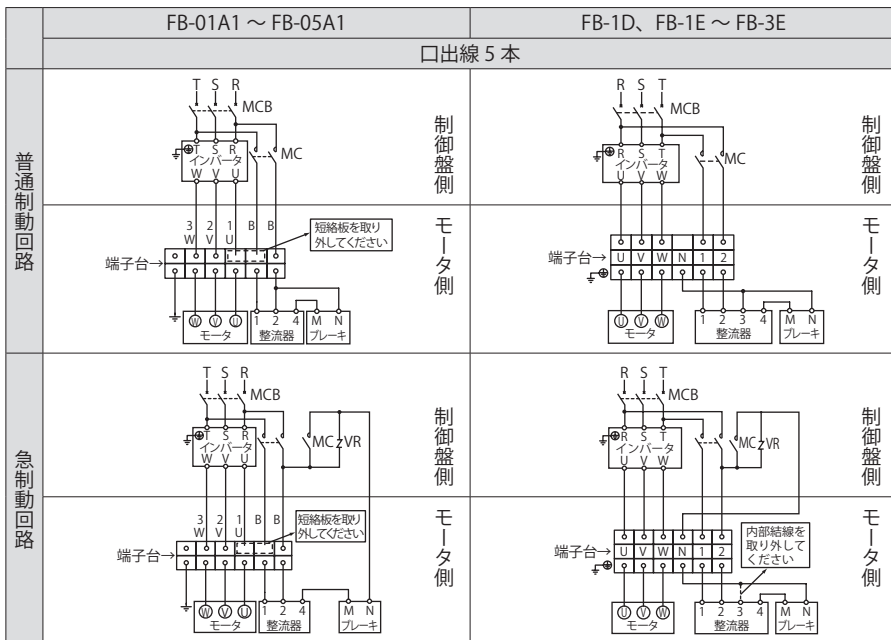 FB-01A1 ～ FB-05A1
FB-1D、FB-1E ～ FB-3E
口出線 5 本
普通制動回路
T S R
MCB
T S R
インバータ
W V U
MC
制御盤側
3 2 1 B B
W V U
短絡板を取り
外してください
端子台→
W V U
モータ
1 2 4
整流器
M N
ブレーキ
モータ側
R S T
MCB
R S T
インバータ
U V W
MC
制御盤側
端子台→
U V W N 1 2
U V W
モータ
1 2 3 4
整流器
M N
ブレーキ
モータ側
急制動回路
T S R
MCB
T S R
インバータ
W V U
MC
VR
制御盤側
3 2 1 B B
W V U
短絡板を取り
外してください
端子台→
W V U
モータ
1 2 4
整流器
M N
ブレーキ
モータ側
R S T
MCB
R S T
インバータ
U V W
MC
VR
制御盤側
端子台→
U V W N 1 2
内部結線を
取り外して
ください
U V W
モータ
1 2 3 4
整流器
M N
ブレーキ
モータ側